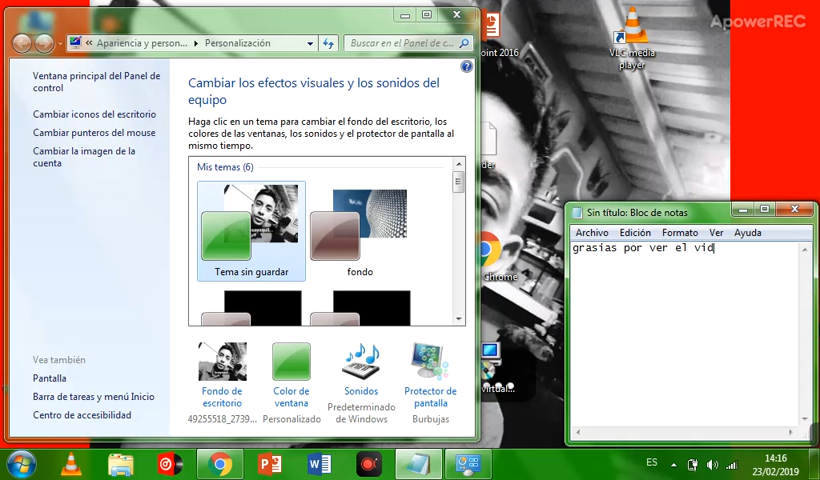 ApowerREC
Apariencia y person...
Personalización
Buscar en el Panel de c...
Ventana principal del Panel de
control
Cambiar iconos del escritorio
Cambiar punteros del mouse
Cambiar la imagen de la
cuenta
Vea también
Pantalla
Barra de tareas y menú Inicio
Centro de accesibilidad
Cambiar los efectos visuales y los sonidos del
equipo
Haga clic en un tema para cambiar el fondo del escritorio, los
colores de las ventanas, los sonidos y el protector de pantalla al
mismo tiempo.
Mis temas (6)
Tema sin guardar
fondo
Fondo de
escritorio
49255518_2739...
Color de
ventana
Personalizado
Sonidos
Predeterminado
de Windows
Protector de
pantalla
Burbujas
oint 2016
VLC media
player
der
Chrome
virtual...
Sin título: Bloc de notas
Archivo Edición Formato Ver Ayuda
grasias por ver el vid
ES
14:16
23/02/2019